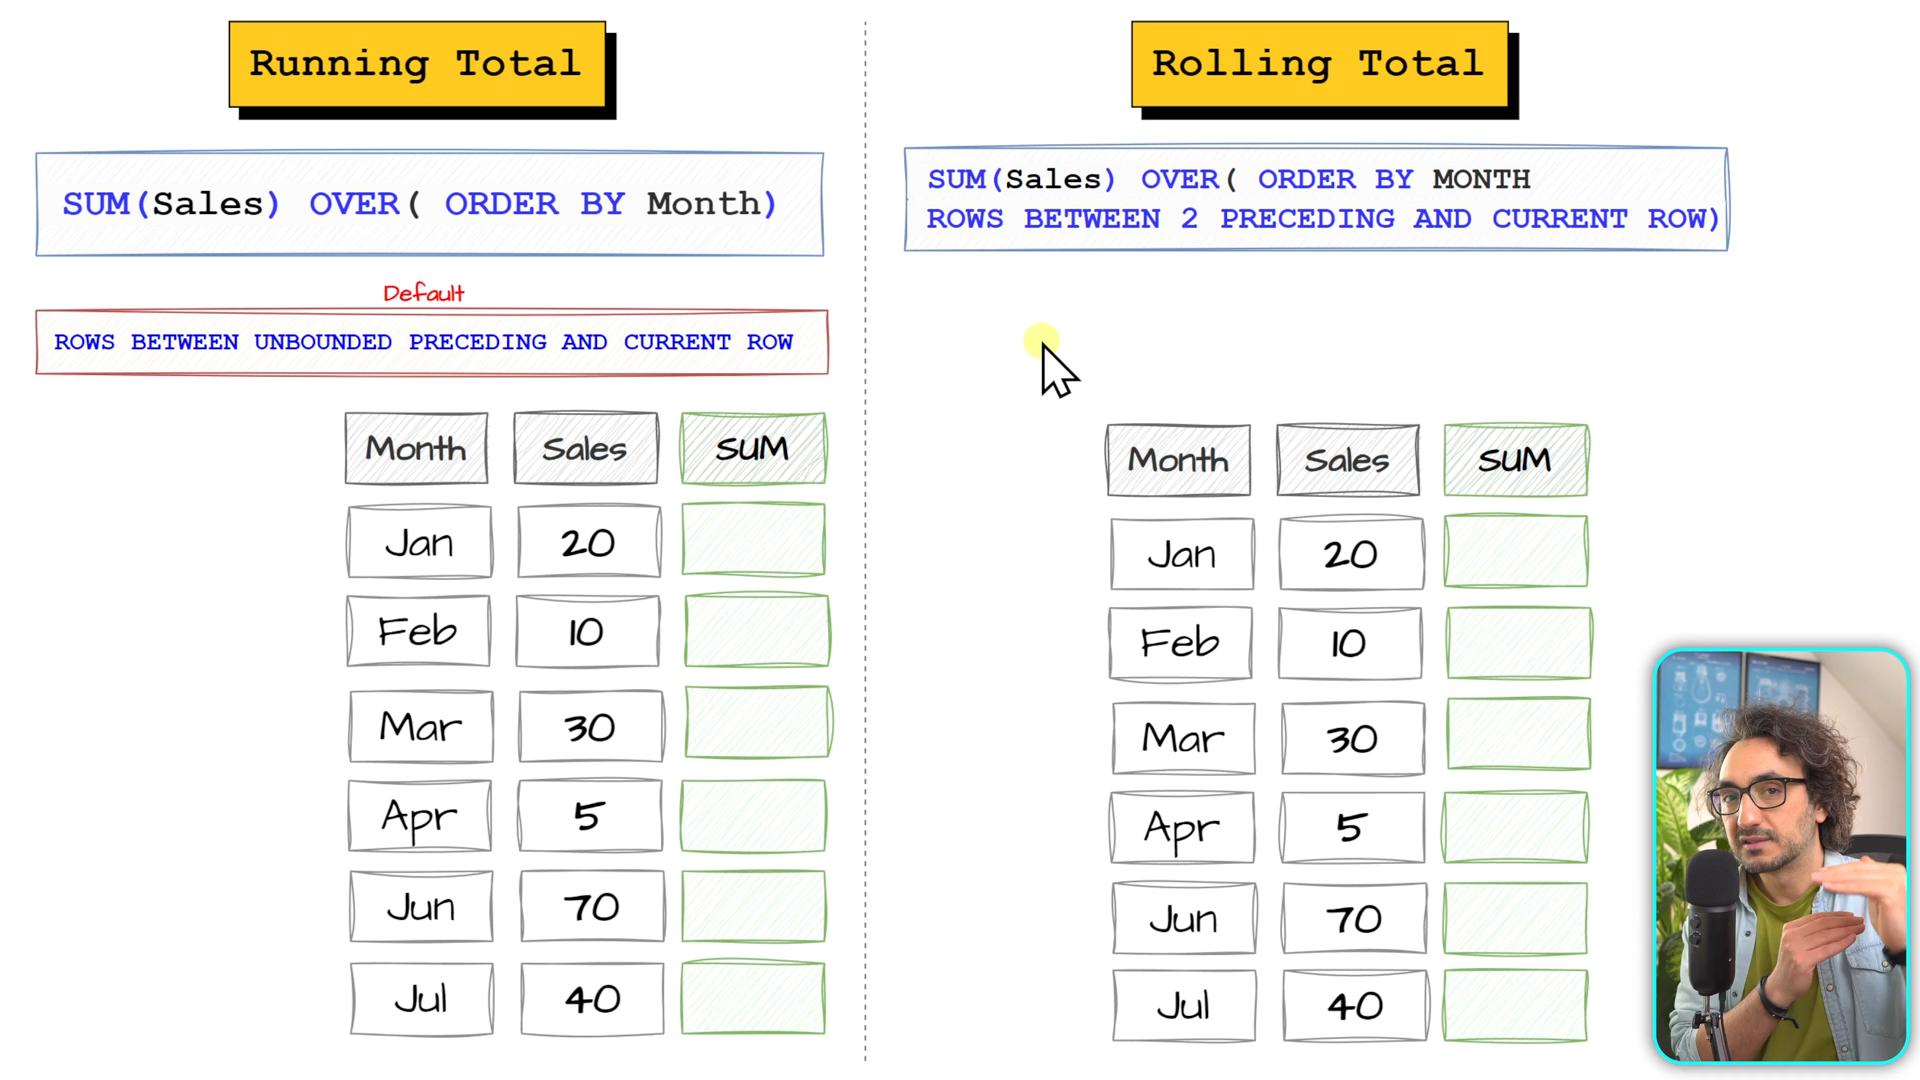 Running Total
SUM(Sales) OVER( ORDER BY Month)
Default
ROWS BETWEEN UNBOUNDED PRECEDING AND CURRENT ROW
Month Sales SUM
Jan 20
Feb 10
Mar 30
Apr 5
Jun 70
Jul 40
Rolling Total
SUM(Sales) OVER( ORDER BY MONTH
ROWS BETWEEN 2 PRECEDING AND CURRENT ROW)
Month Sales SUM
Jan 20
Feb 10
Mar 30
Apr 5
Jun 70
Jul 40